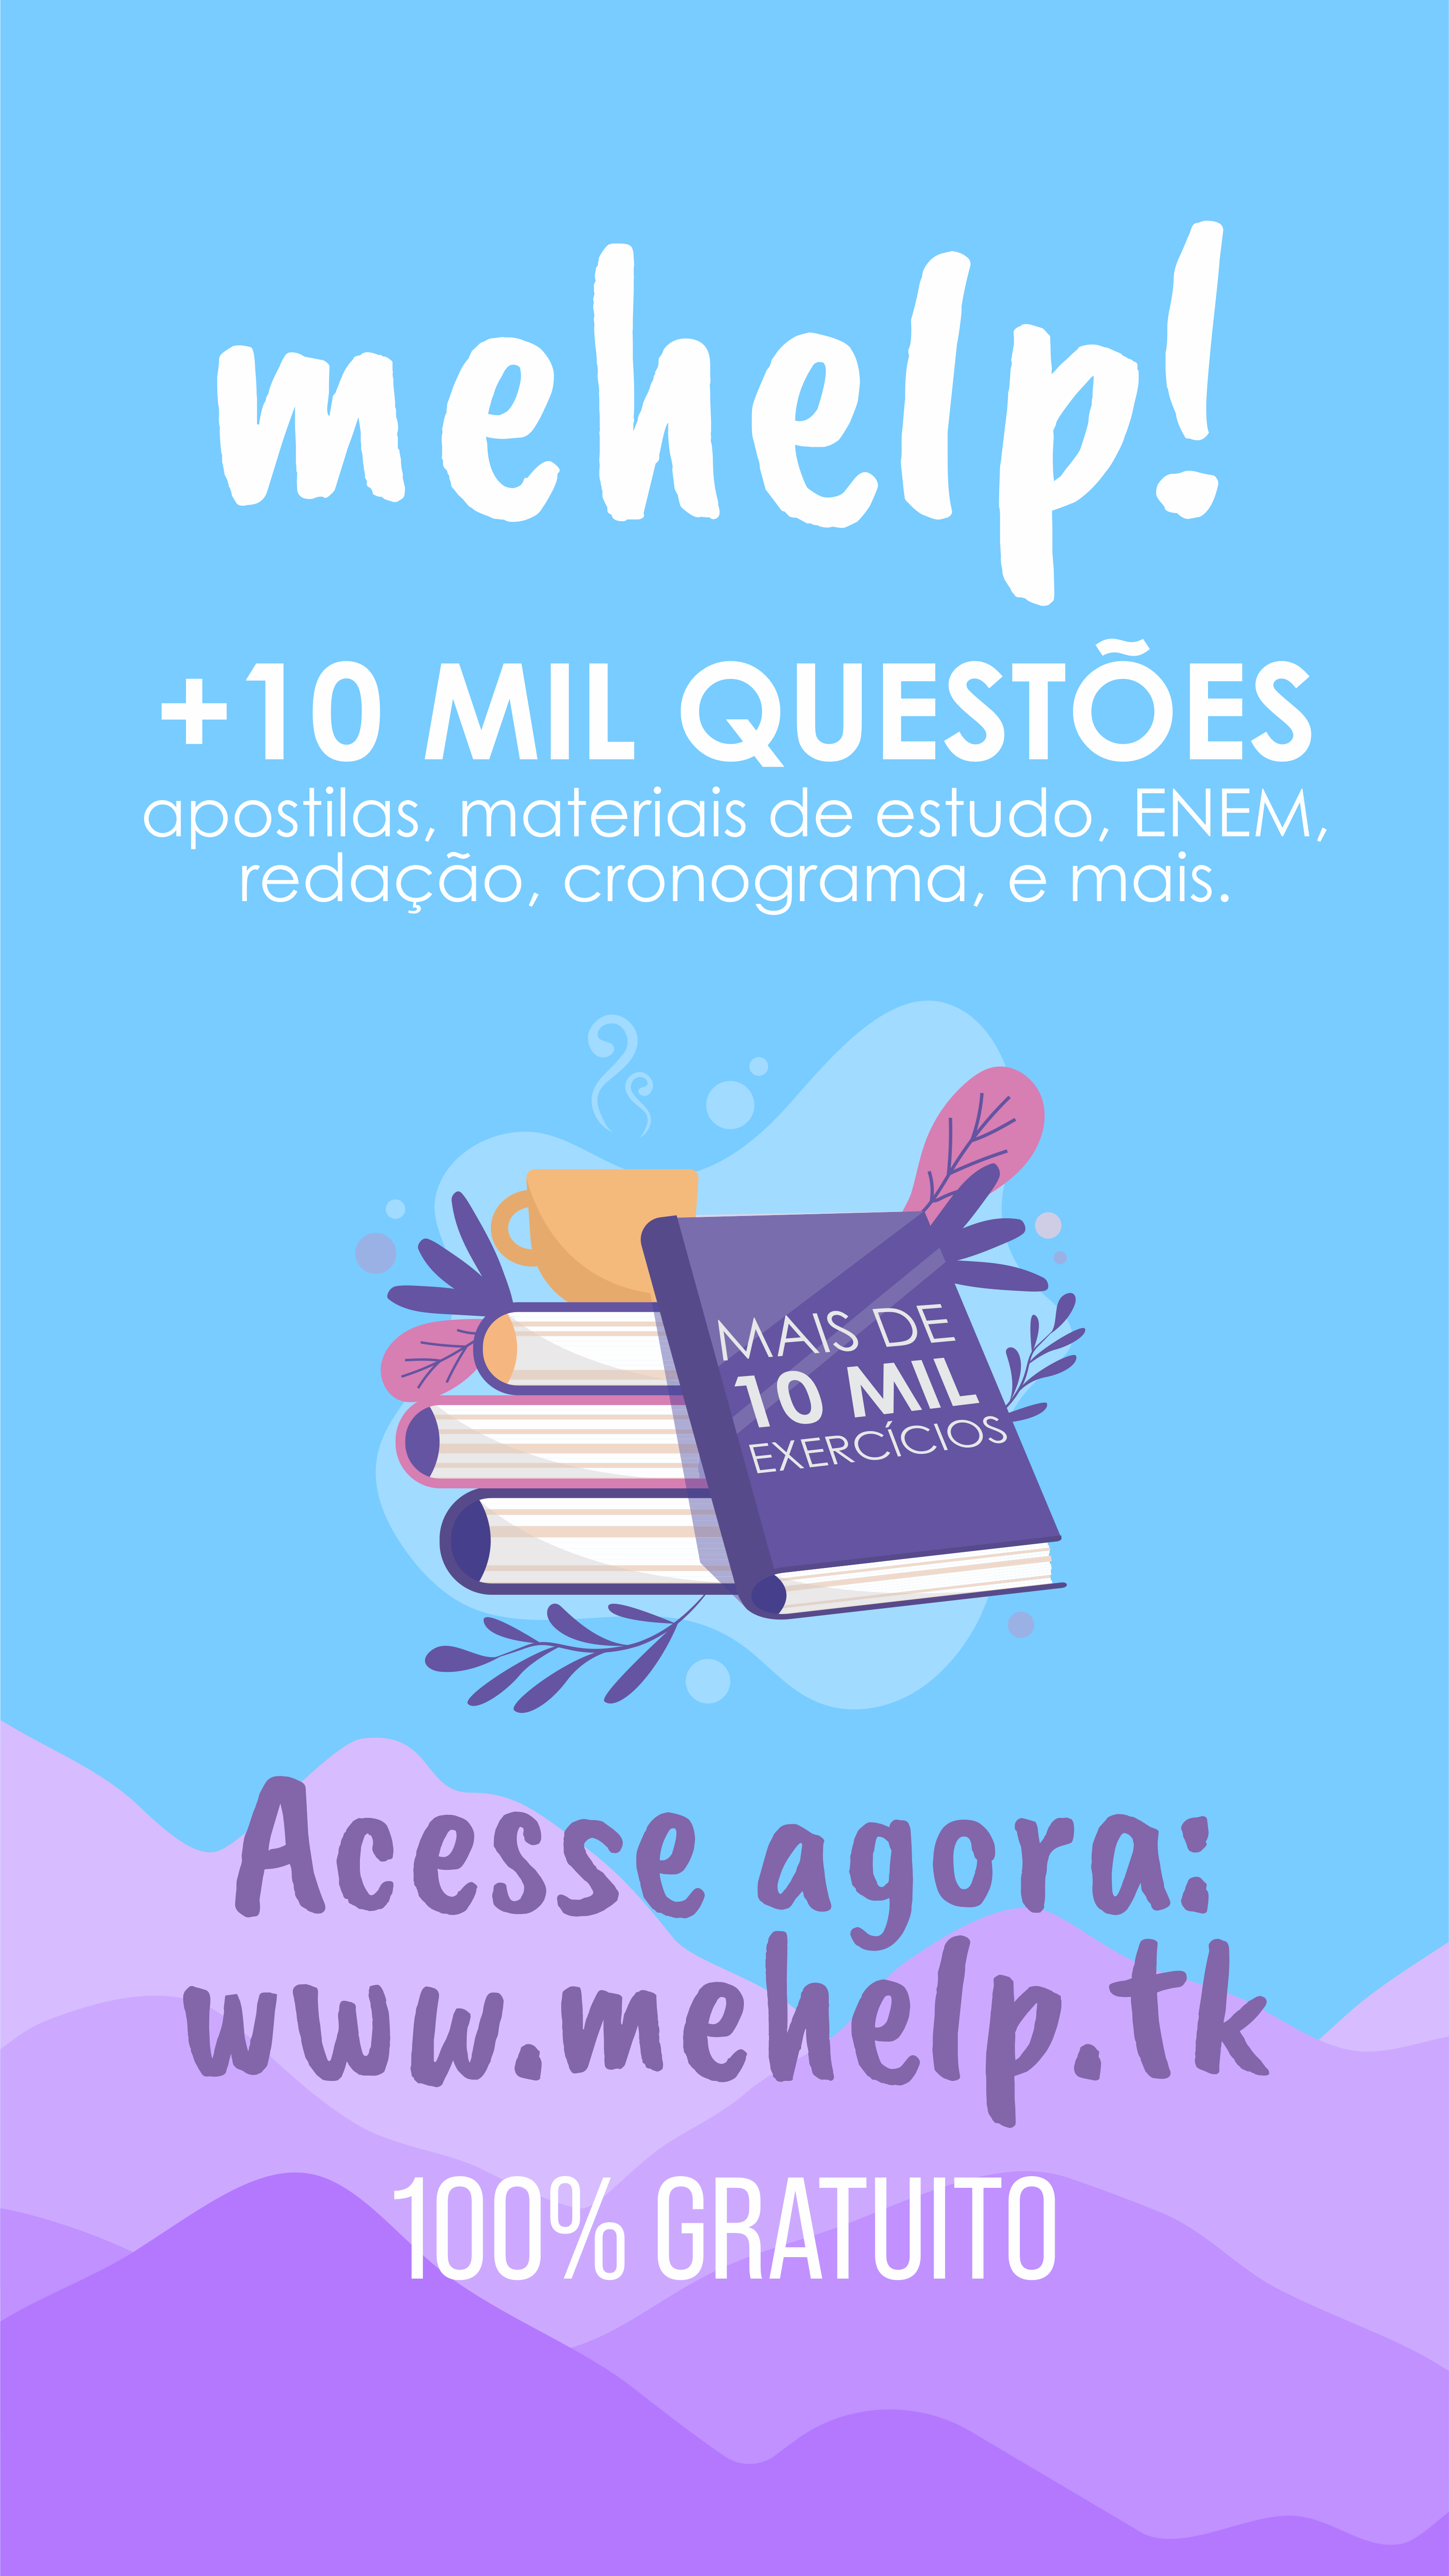 mehelp!
+10 MIL QUESTÕES
apostilas, materiais de estudo, ENEM,
redação, cronograma, e mais.
MAIS DE
10 MIL
EXERCÍCIOS
Acesse agora:
www.mehelp.tk
100% GRATUITO